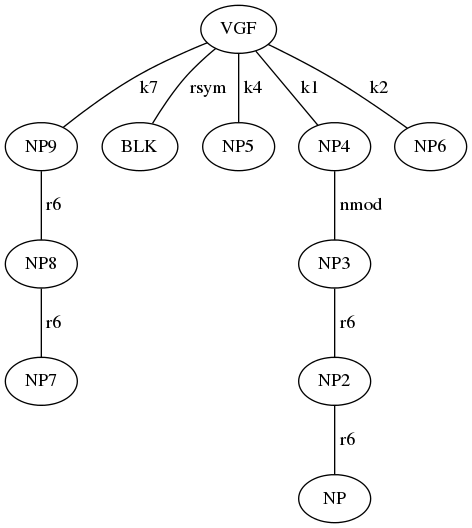 VGF
k7 rsym k4 k1 k2
NP9 BLK NP5 NP4 NP6
r6 nmod
NP8 NP3
r6 r6
NP7 NP2
r6
NP